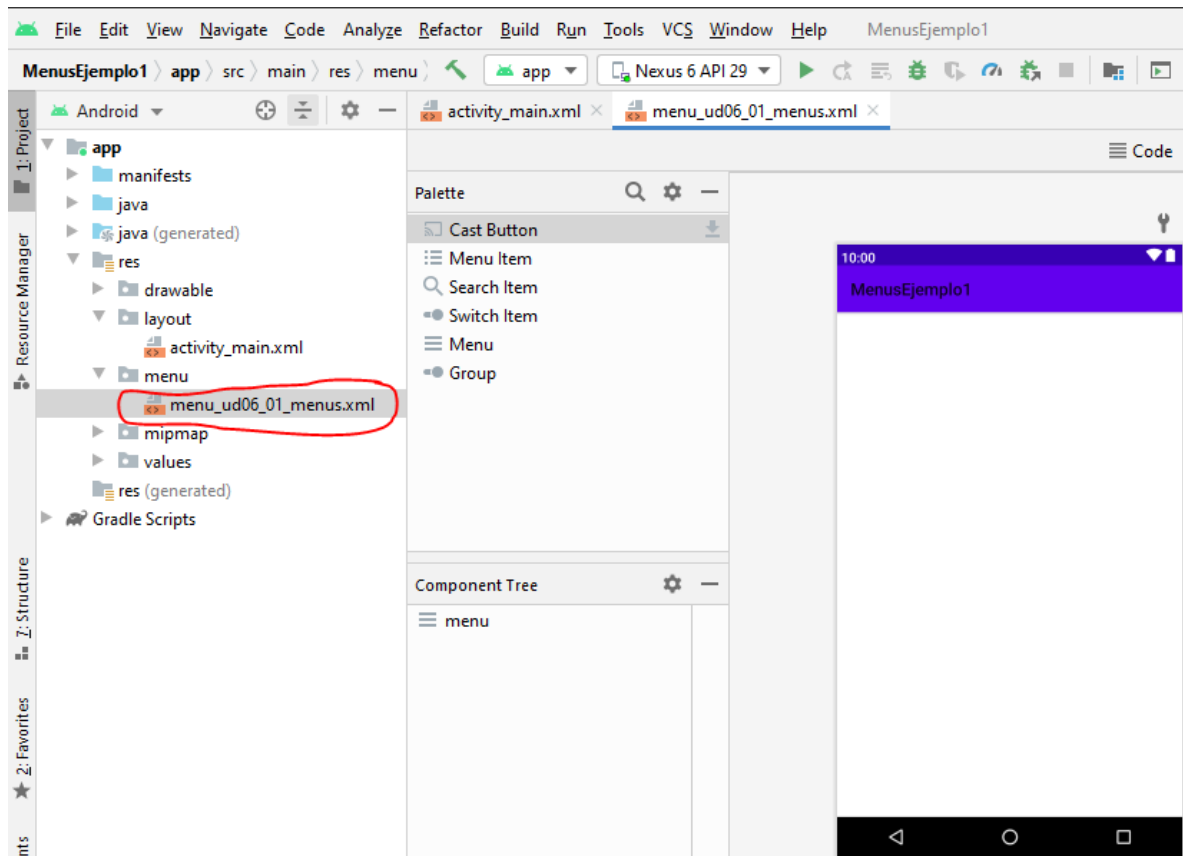 File Edit View Navigate Code Analyze Refactor Build Run Tools VCS Window Help MenusEjemplo1
MenusEjemplo1 app src main res menu app Nexus 6 API 29
1: Project
Resource Manager
7: Structure
2: Favorites
Android
app
manifests
java
java (generated)
res
drawable
layout
activity_main.xml
menu
menu_ud06_01_menus.xml
mipmap
values
res (generated)
Gradle Scripts
activity_main.xml menu_ud06_01_menus.xml
Code
Palette
Cast Button
Menu Item
Search Item
Switch Item
Menu
Group
Component Tree
menu
10:00
MenusEjemplo1